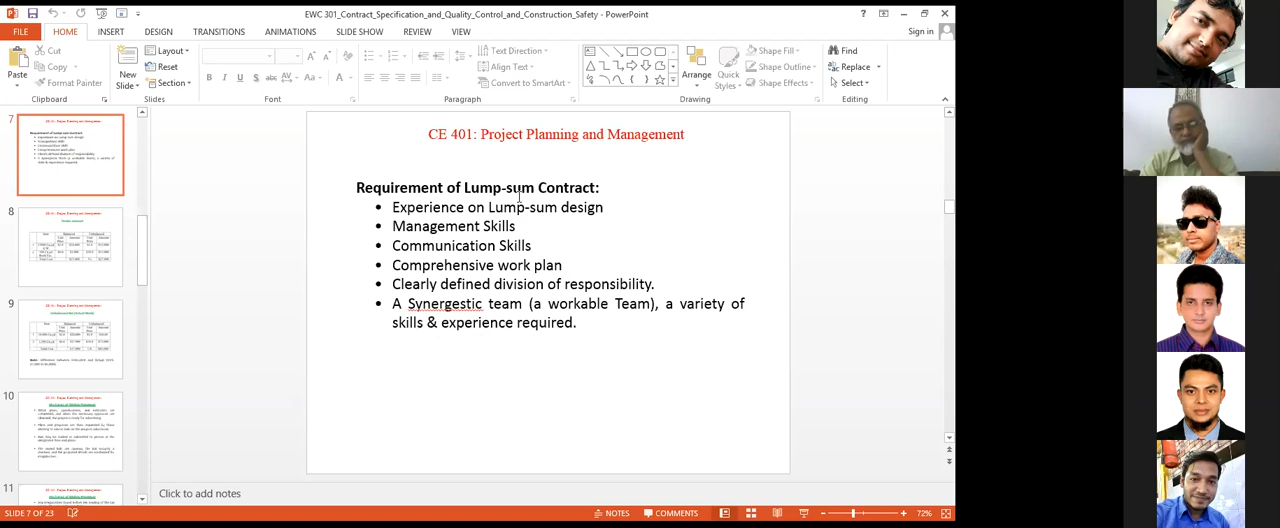 EWC 301_Contract_Specification_and_Quality_Control_and_Construction_Safety - PowerPoint
FILE HOME INSERT DESIGN TRANSITIONS ANIMATIONS SLIDE SHOW REVIEW VIEW Sign in
Paste
Cut
Copy
Format Painter
Clipboard
New Slide
Layout
Reset
Section
Slides
Font
Text Direction
Align Text
Convert to SmartArt
Paragraph
Arrange
Quick Styles
Shape Fill
Shape Outline
Shape Effects
Drawing
Find
Replace
Select
Editing
7
8
9
10
11
CE 401: Project Planning and Management
Requirement of Lump-sum Contract:
• Experience on Lump-sum design
• Management Skills
• Communication Skills
• Comprehensive work plan
• Clearly defined division of responsibility.
• A Synergestic team (a workable Team), a variety of
skills & experience required.
Click to add notes
SLIDE 7 OF 23 NOTES COMMENTS 72%